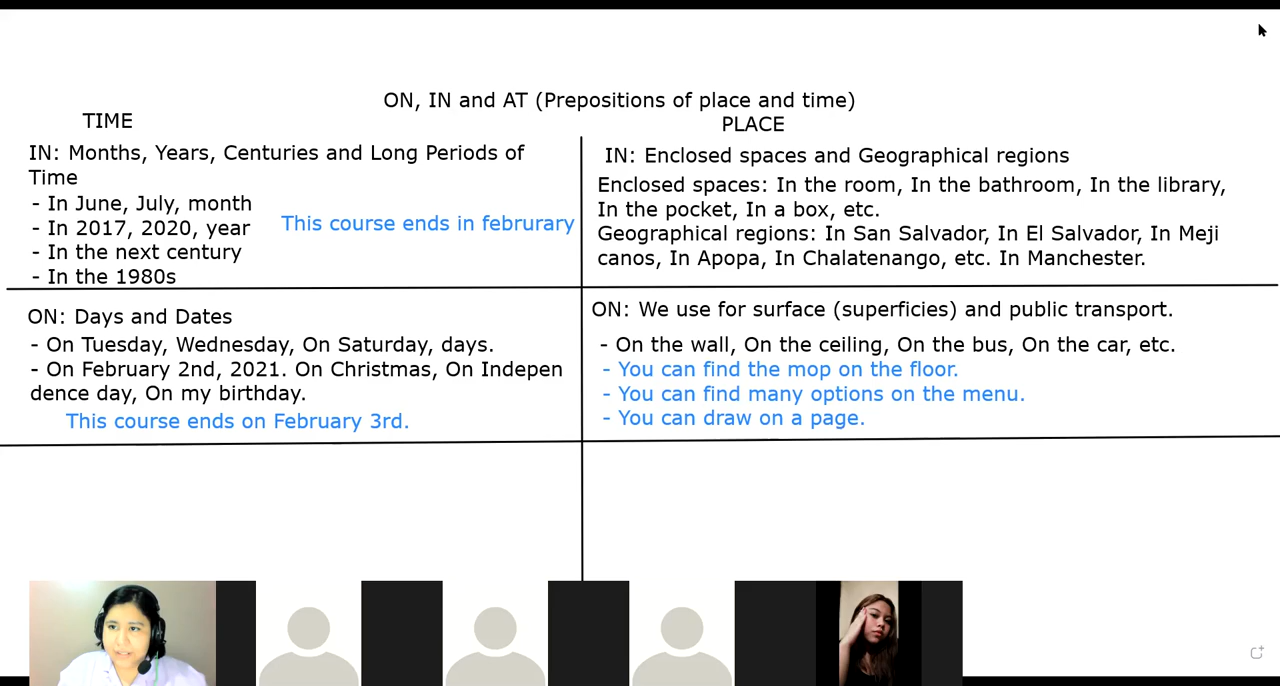 ON, IN and AT (Prepositions of place and time)
TIME
PLACE
IN: Months, Years, Centuries and Long Periods of
Time
- In June, July, month
- In 2017, 2020, year
- In the next century
- In the 1980s
This course ends in februrary
IN: Enclosed spaces and Geographical regions
Enclosed spaces: In the room, In the bathroom, In the library,
In the pocket, In a box, etc.
Geographical regions: In San Salvador, In El Salvador, In Meji
canos, In Apopa, In Chalatenango, etc. In Manchester.
ON: Days and Dates
- On Tuesday, Wednesday, On Saturday, days.
- On February 2nd, 2021. On Christmas, On Indepen
dence day, On my birthday.
This course ends on February 3rd.
ON: We use for surface (superficies) and public transport.
- On the wall, On the ceiling, On the bus, On the car, etc.
- You can find the mop on the floor.
- You can find many options on the menu.
- You can draw on a page.